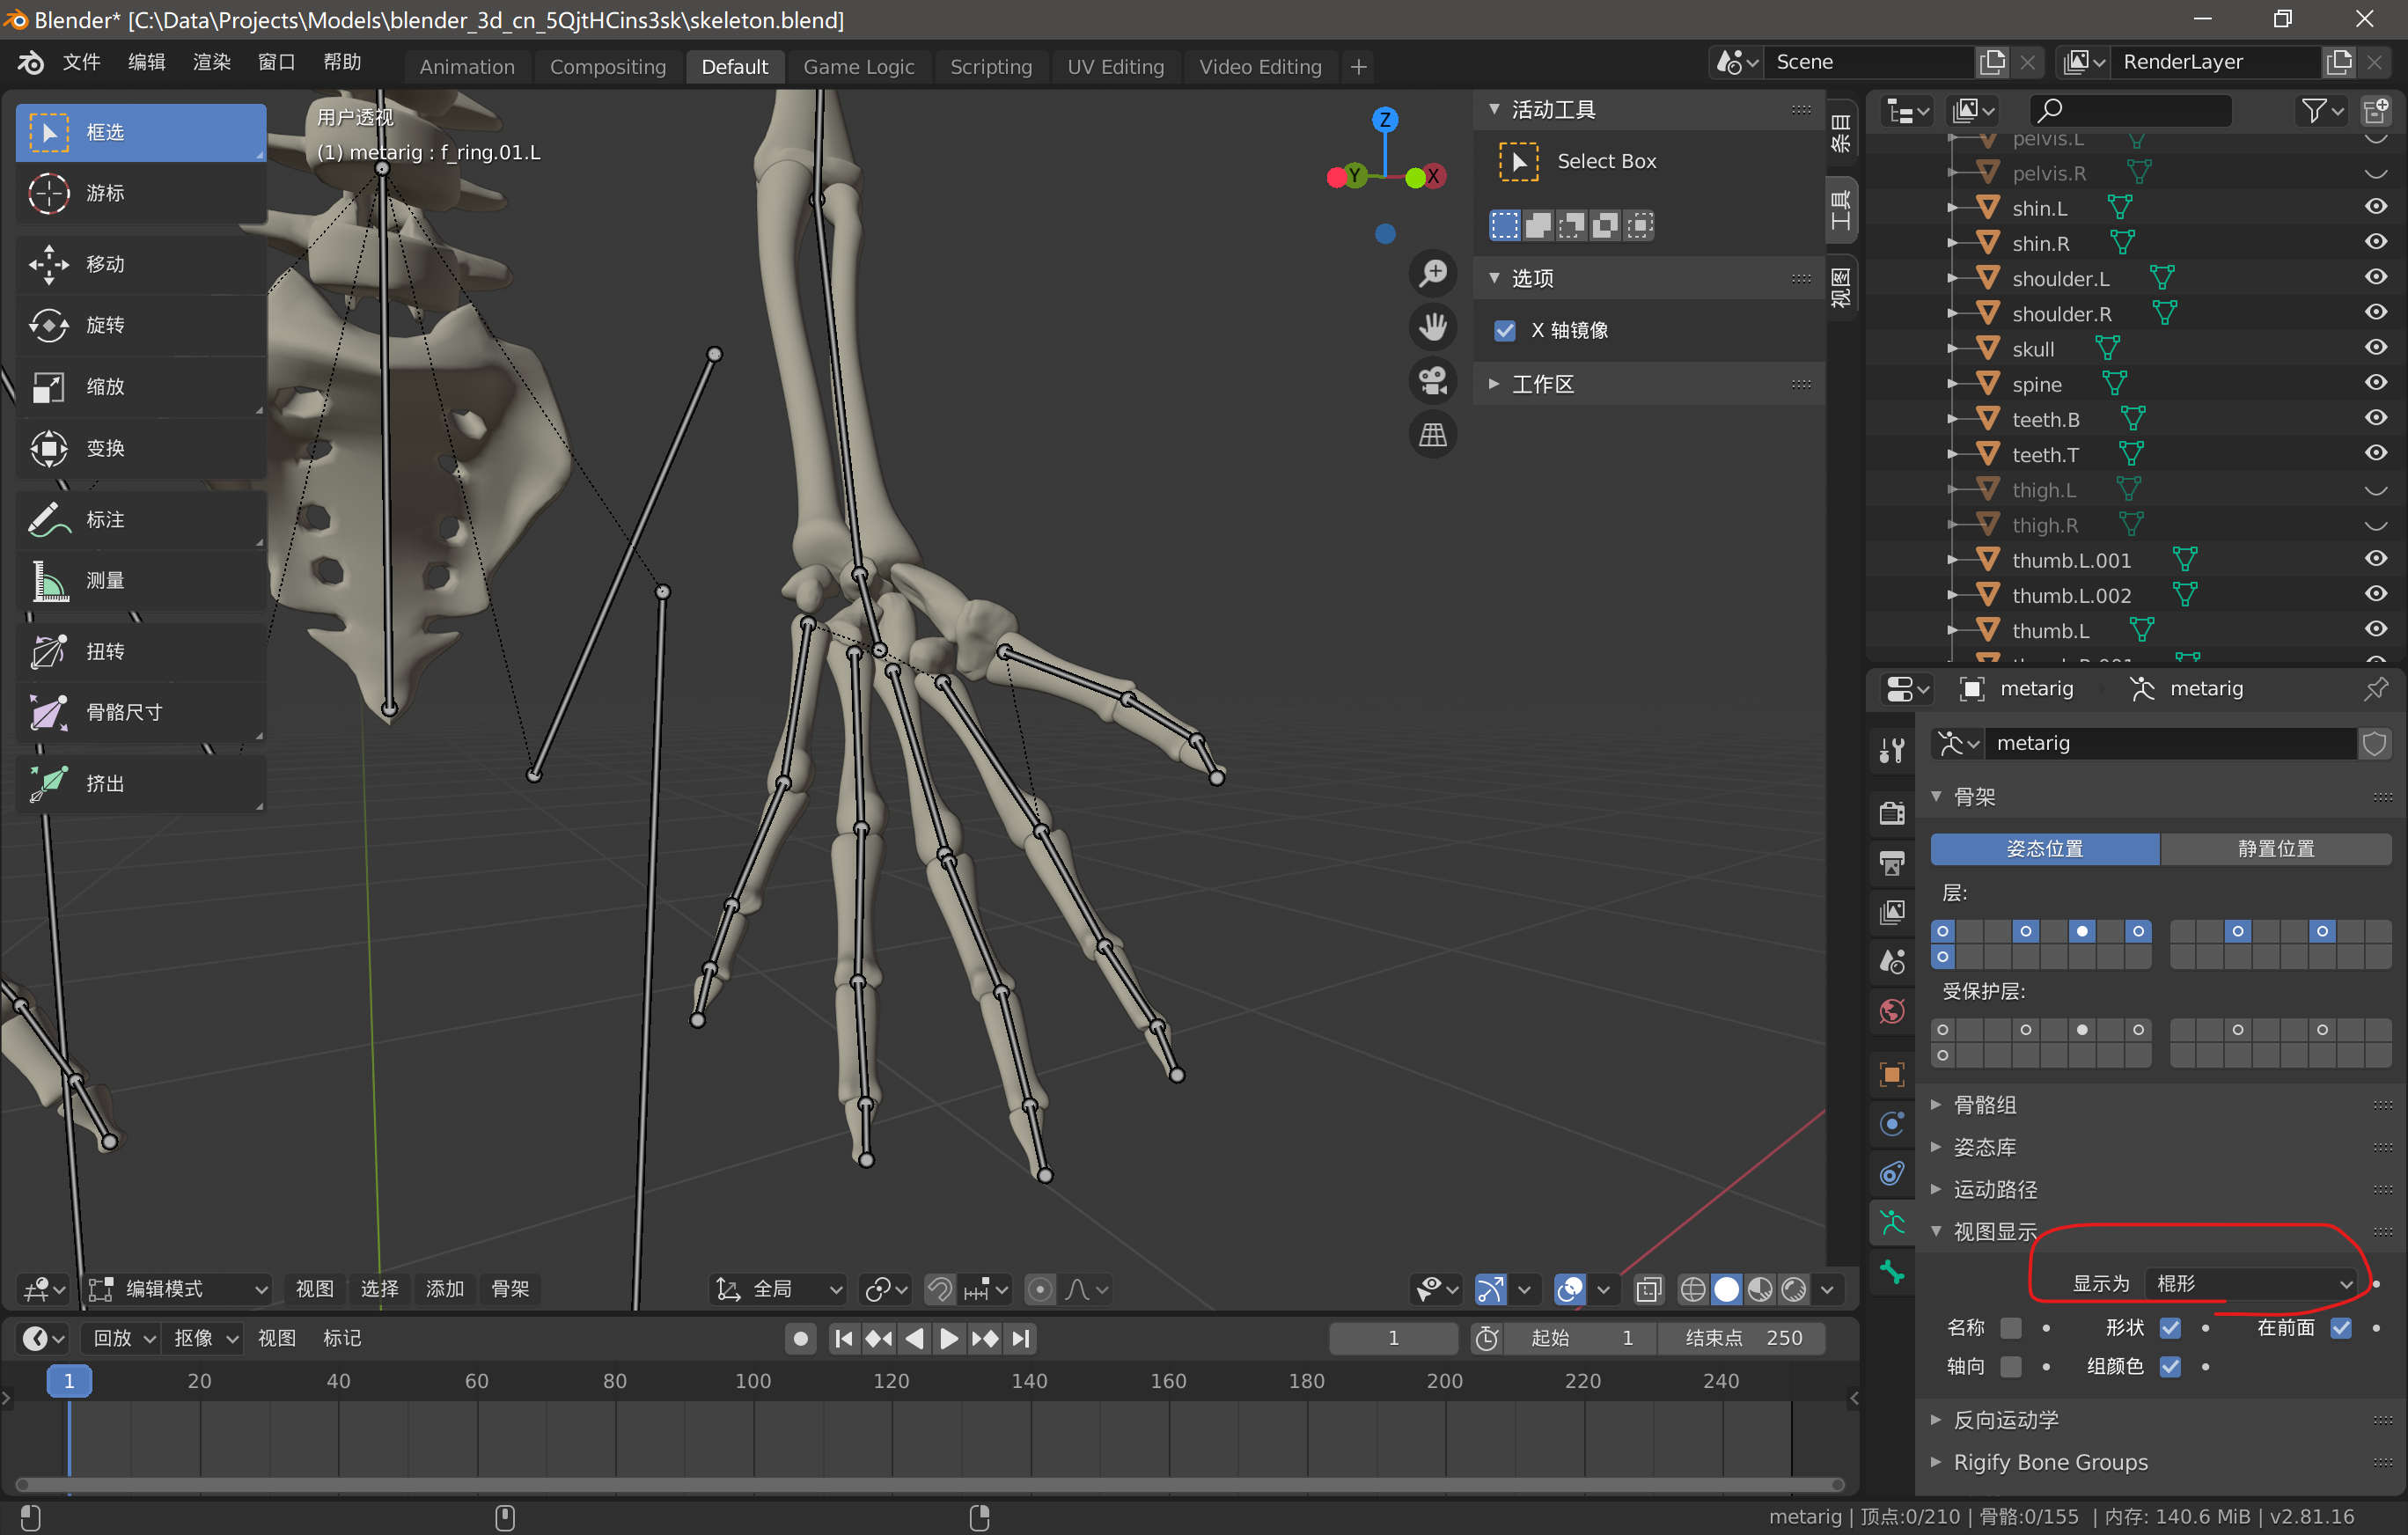 Blender* [C:\Data\Projects\Models\blender_3d_cn_5QjtHCins3sk\skeleton.blend]
文件 编辑 渲染 窗口 帮助 Animation Compositing Default Game Logic Scripting UV Editing Video Editing + Scene RenderLayer
框选
游标
移动
旋转
缩放
变换
标注
测量
扭转
骨骼尺寸
挤出
用户透视
(1) metarig : f_ring.01.L
Z
Y X
活动工具
Select Box
选项
X 轴镜像
工作区
条目
工具
视图
pelvis.L
pelvis.R
shin.L
shin.R
shoulder.L
shoulder.R
skull
spine
teeth.B
teeth.T
thigh.L
thigh.R
thumb.L.001
thumb.L.002
thumb.L
metarig metarig
metarig
骨架
姿态位置 静置位置
层:
受保护层:
骨骼组
姿态库
运动路径
视图显示
显示为 棍形
名称 形状 在前面
轴向 组颜色
反向运动学
Rigify Bone Groups
编辑模式 视图 选择 添加 骨架 全局
回放 抠像 视图 标记 1 起始 1 结束点 250
1 20 40 60 80 100 120 140 160 180 200 220 240
metarig | 顶点:0/210 | 骨骼:0/155 | 内存: 140.6 MiB | v2.81.16